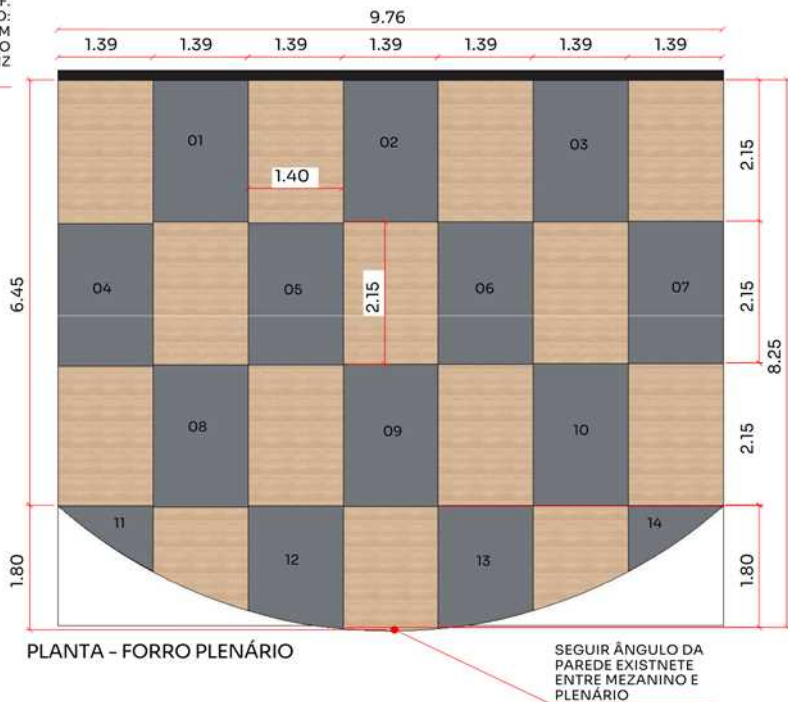 F.
O:
M
O
IZ
9.76
1.39 1.39 1.39 1.39 1.39 1.39 1.39
01 02 03
2.15
1.40
6.45
04 05 2.15 06 07
2.15
8.25
08 09 10
2.15
11 14
12 13
1.80 1.80
PLANTA - FORRO PLENÁRIO
SEGUIR ÂNGULO DA
PAREDE EXISTNETE
ENTRE MEZANINO E
PLENÁRIO